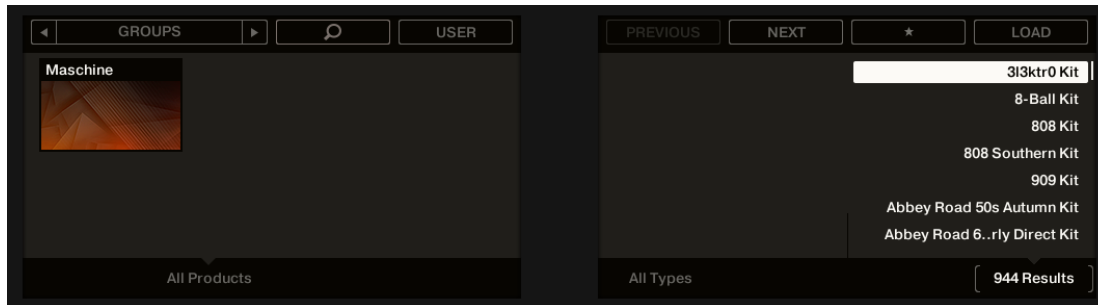 GROUPS
USER
PREVIOUS
NEXT
LOAD
Maschine
3l3ktr0 Kit
8-Ball Kit
808 Kit
808 Southern Kit
909 Kit
Abbey Road 50s Autumn Kit
Abbey Road 6..rly Direct Kit
All Products
All Types
944 Results